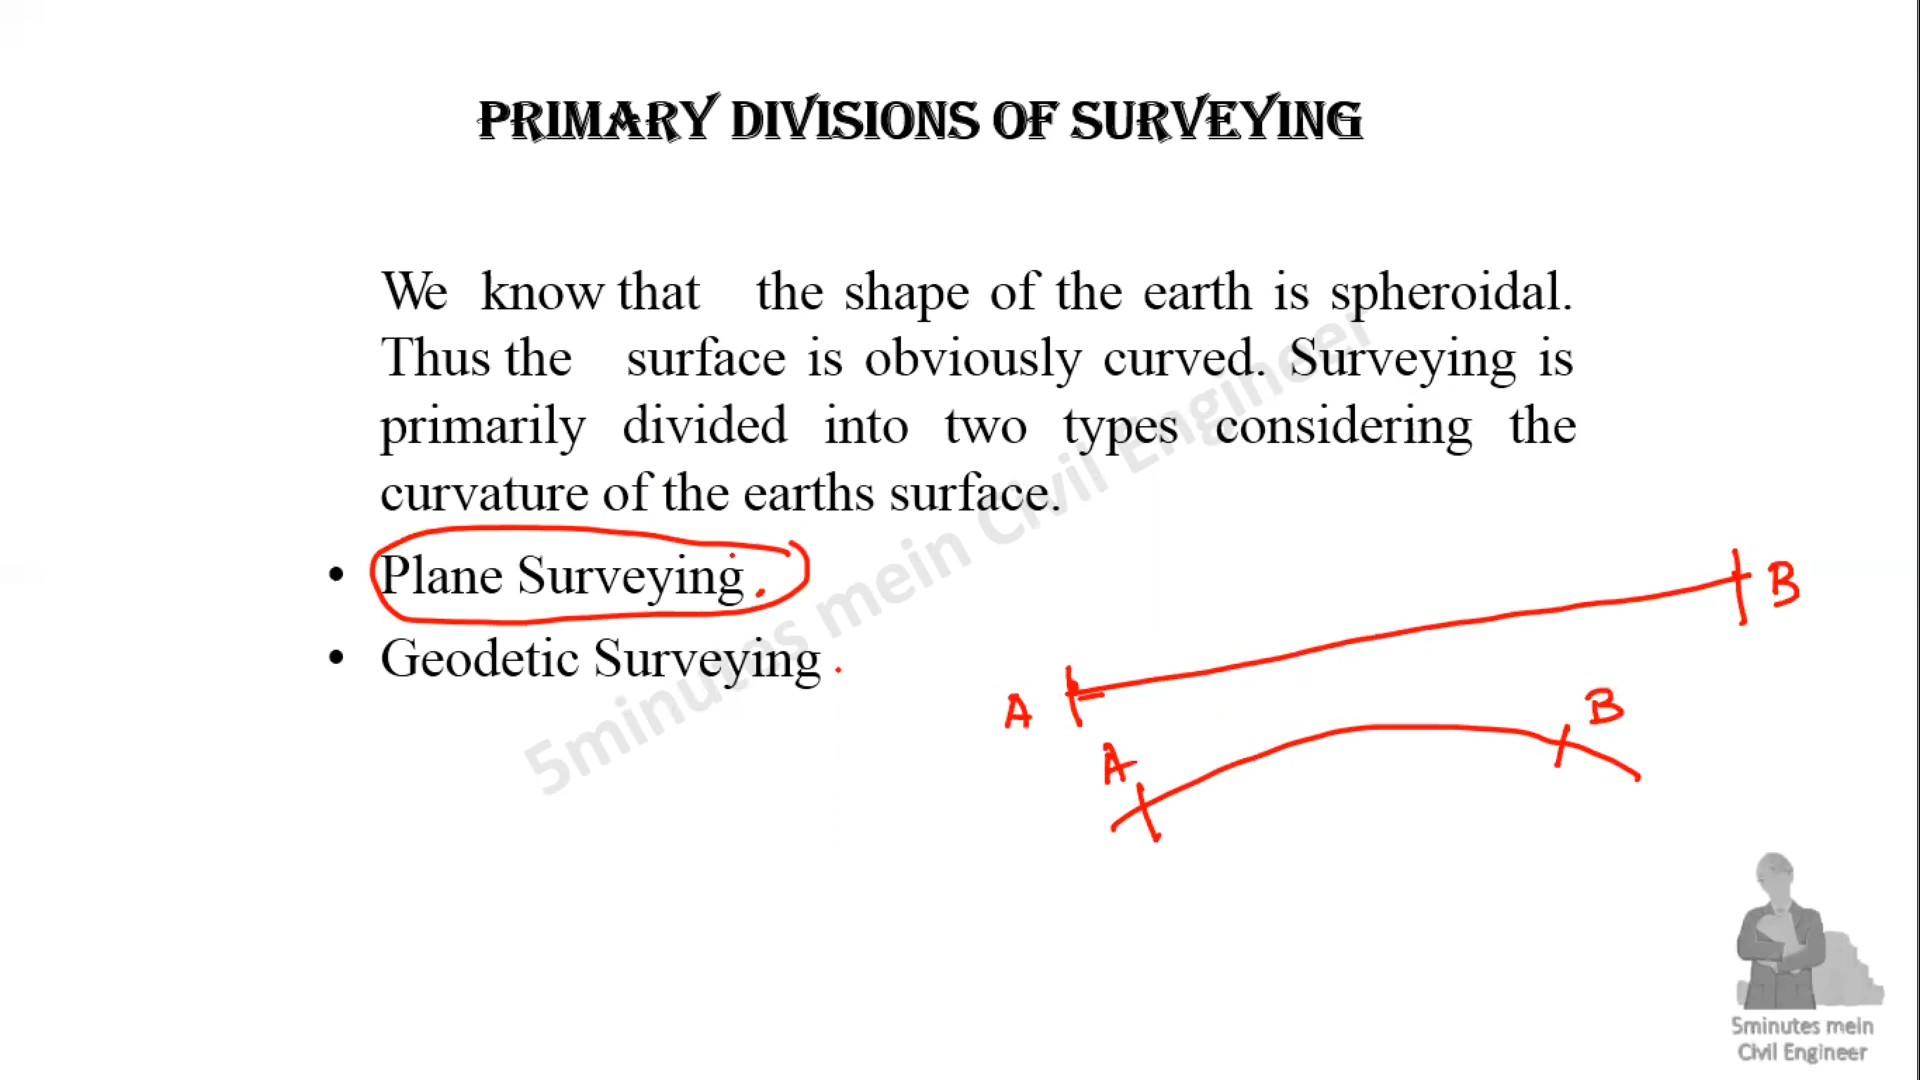 PRIMARY DIVISIONS OF SURVEYING
We know that the shape of the earth is spheroidal.
Thus the surface is obviously curved. Surveying is
primarily divided into two types considering the
curvature of the earths surface.
• Plane Surveying.
• Geodetic Surveying.
B
A
B
A
5minutes mein Civil Engineer
5minutes mein
Civil Engineer